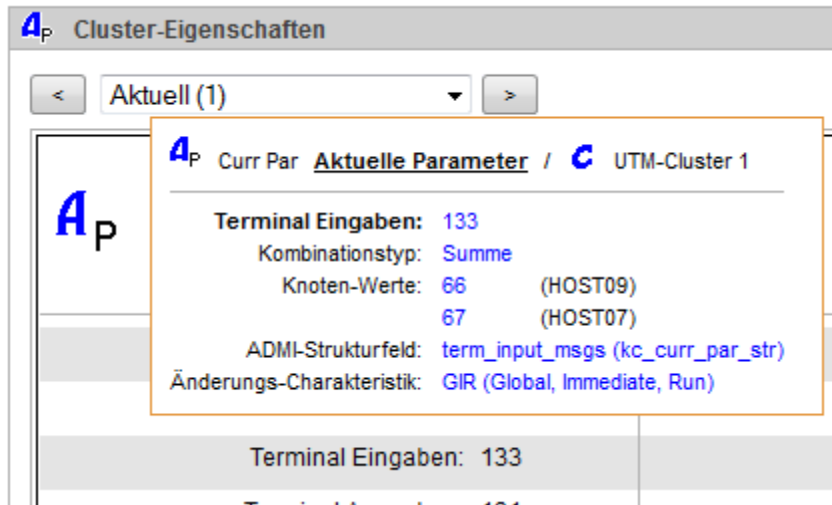 AP Cluster-Eigenschaften
< Aktuell (1) >
AP Curr Par Aktuelle Parameter / C UTM-Cluster 1
AP
Terminal Eingaben: 133
Kombinationstyp: Summe
Knoten-Werte: 66 (HOST09)
67 (HOST07)
ADMI-Strukturfeld: term_input_msgs (kc_curr_par_str)
Änderungs-Charakteristik: GIR (Global, Immediate, Run)
Terminal Eingaben: 133